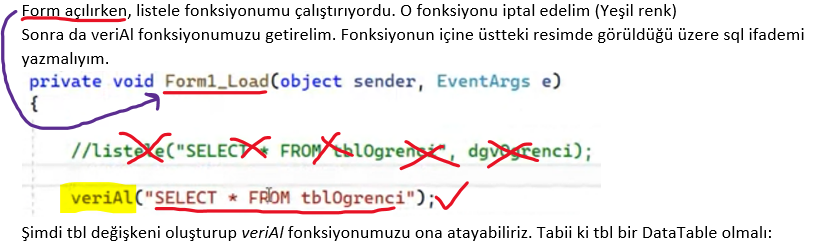 Form açılırken, listele fonksiyonumu çalıştırıyordu. O fonksiyonu iptal edelim (Yeşil renk)
Sonra da veriAl fonksiyonumuzu getirelim. Fonksiyonun içine üstteki resimde görüldüğü üzere sql ifademi
yazmalıyım.
private void Form1_Load(object sender, EventArgs e)
{
//listele("SELECT * FROM tblOgrenci", dgvOgrenci);
veriAl("SELECT * FROM tblOgrenci");
Şimdi tbl değişkeni oluşturup veriAl fonksiyonumuzu ona atayabiliriz. Tabii ki tbl bir DataTable olmalı: